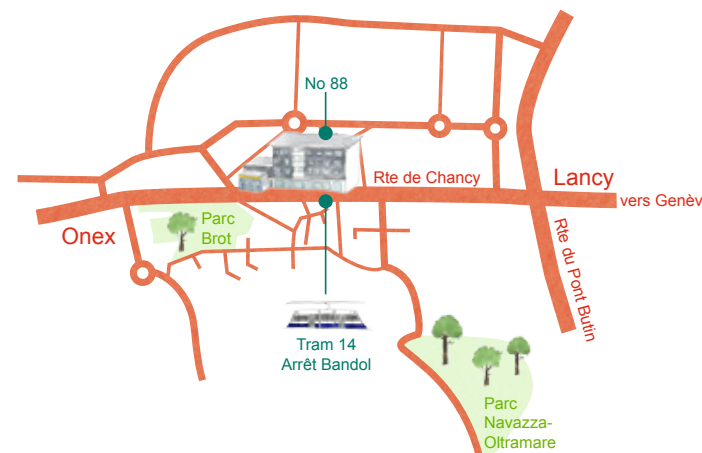 No 88
Rte de Chancy
Lancy
vers Genèv
Parc
Brot
Onex
Rte du Pont Butin
Tram 14
Arrêt Bandol
Parc
Navazza-
Oltramare